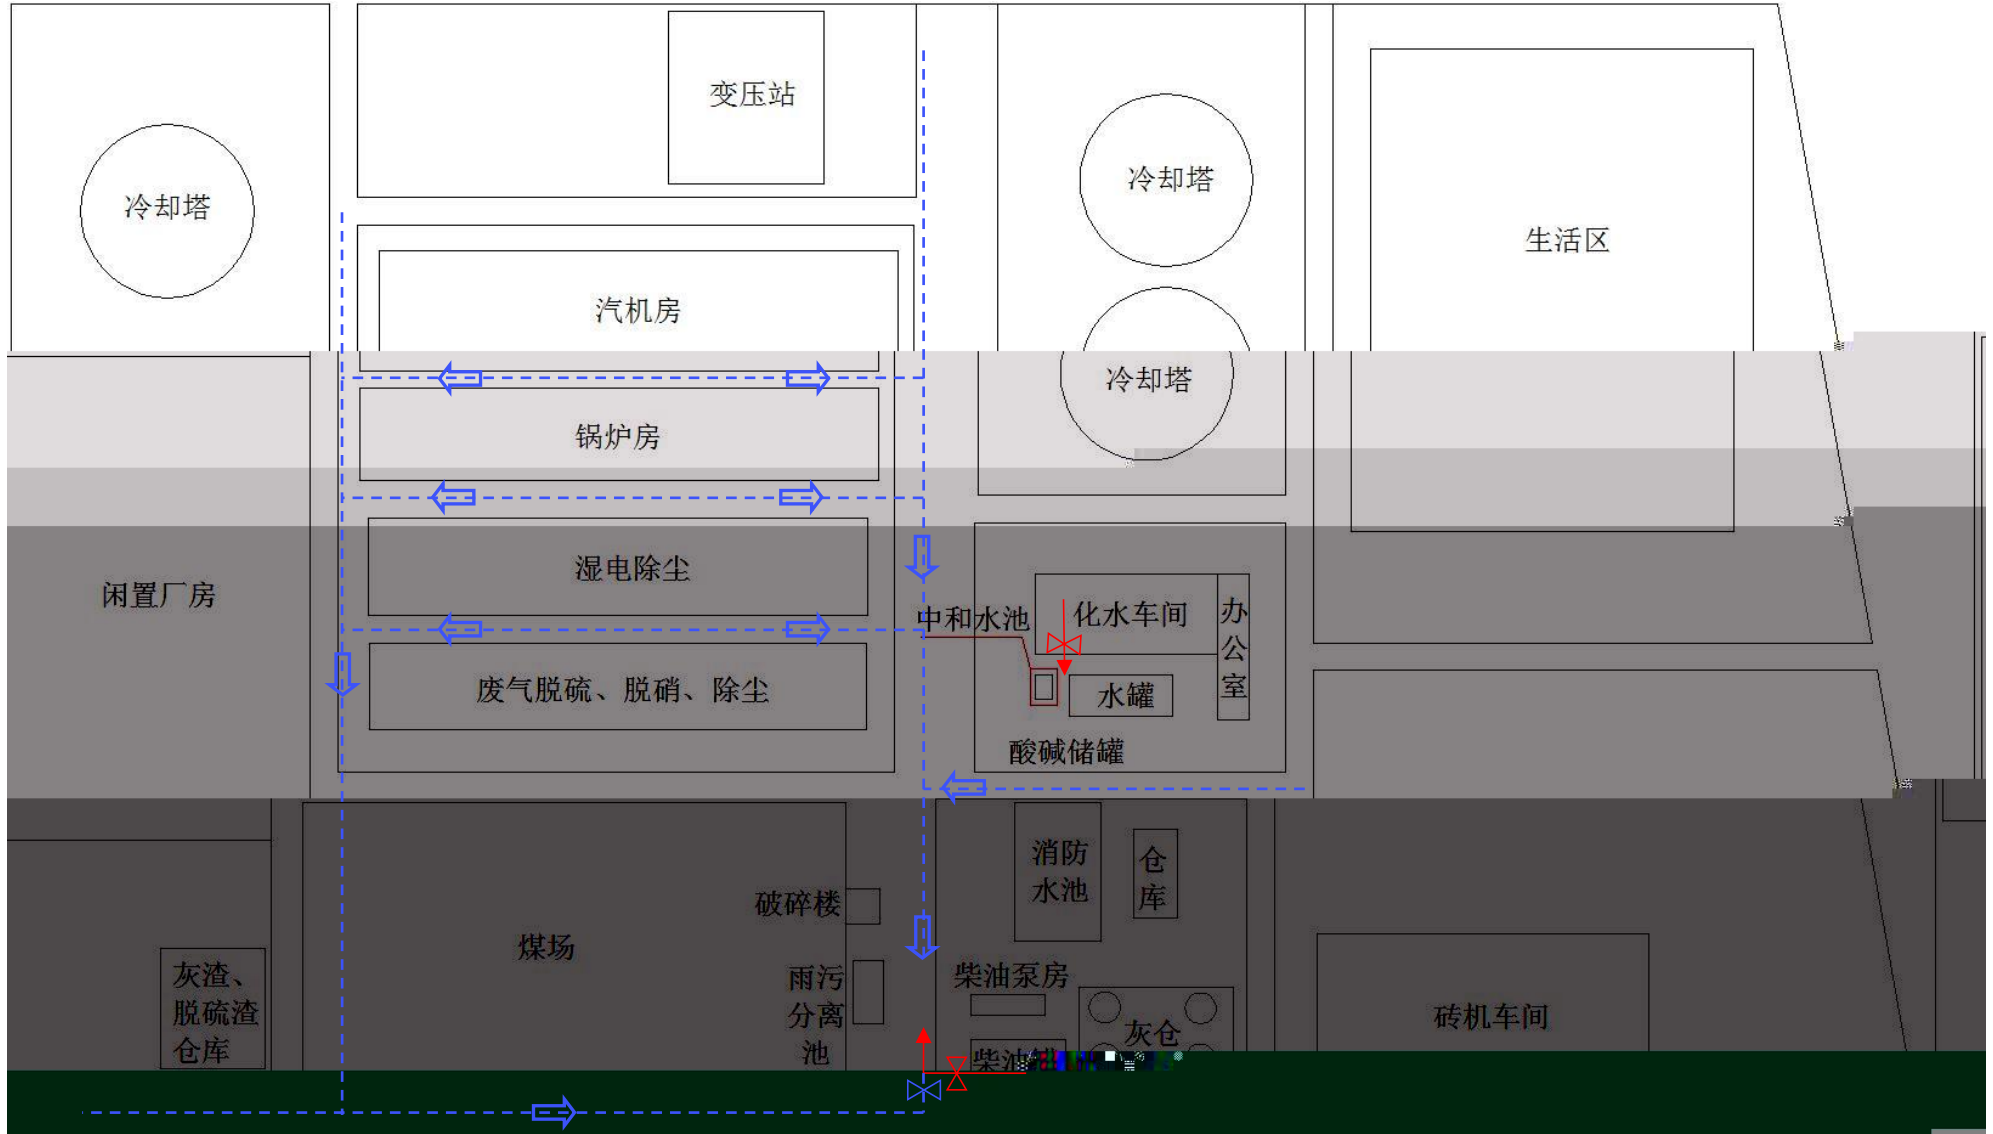 变压站
冷却塔
冷却塔
生活区
汽机房
冷却塔
锅炉房
湿电除尘
闲置厂房
中和水池
化水车间
办
公
室
废气脱硫、脱硝、除尘
水罐
酸碱储罐
消防
水池
仓
库
破碎楼
煤场
雨污
分离
池
柴油泵房
灰渣、
脱硫渣
仓库
灰仓
砖机车间
柴油